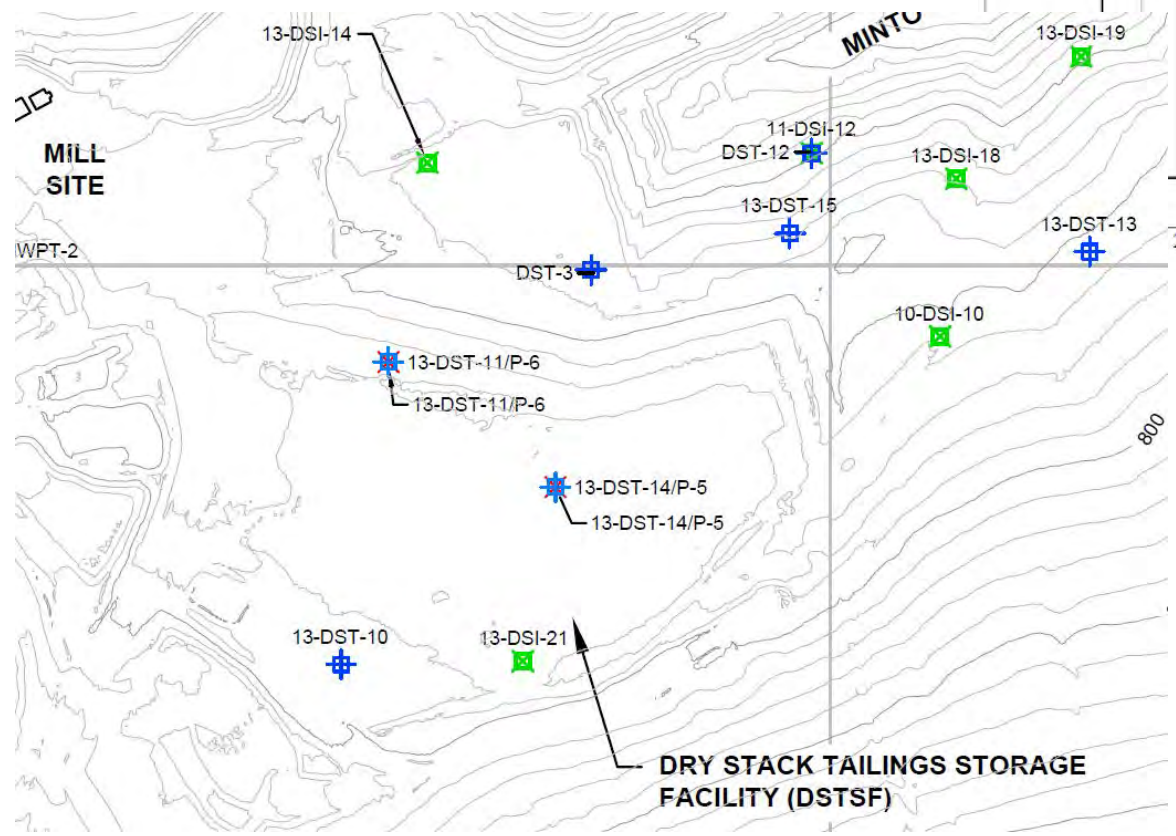 13-DSI-14
MINTO
13-DSI-19
MILL
SITE
11-DSI-12
DST-12
13-DSI-18
13-DST-15
13-DST-13
WPT-2
DST-3
10-DSI-10
13-DST-11/P-6
13-DST-11/P-6
800
13-DST-14/P-5
13-DST-14/P-5
13-DST-10
13-DSI-21
DRY STACK TAILINGS STORAGE
FACILITY (DSTSF)